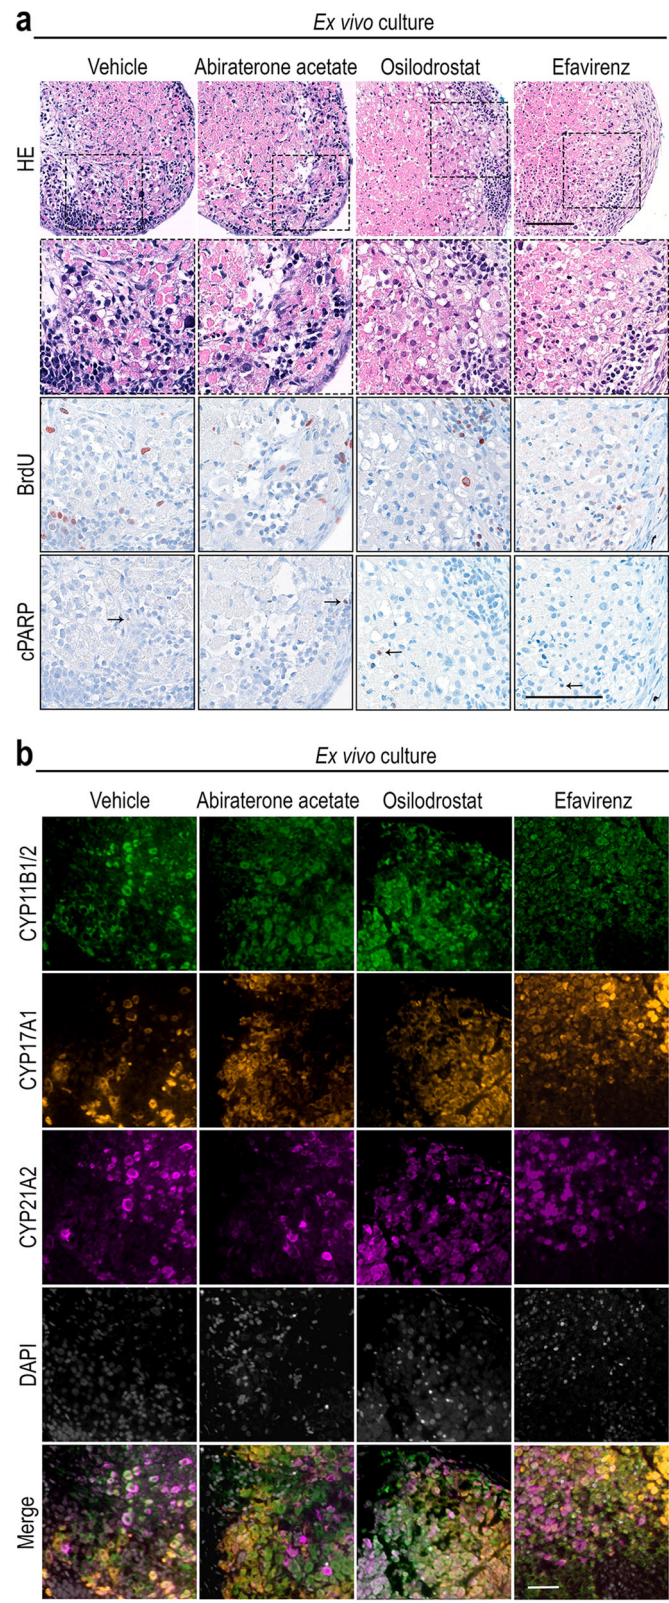 a
Ex vivo culture
Vehicle Abiraterone acetate Osilodrostat Efavirenz
HE
BrdU
cPARP
b
Ex vivo culture
Vehicle Abiraterone acetate Osilodrostat Efavirenz
CYP11B1/2
CYP17A1
CYP21A2
DAPI
Merge